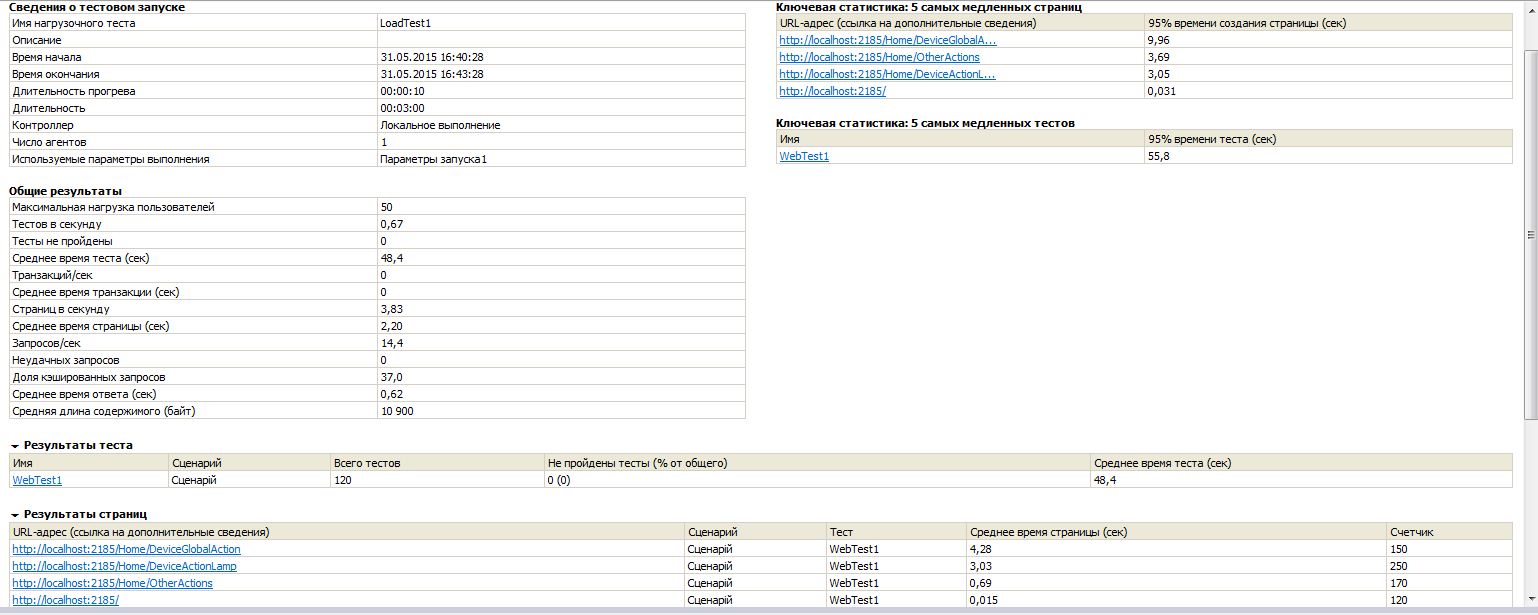 Сведения о тестовом запуске
Имя нагрузочного теста LoadTest1
Описание
Время начала 31.05.2015 16:40:28
Время окончания 31.05.2015 16:43:28
Длительность прогрева 00:00:10
Длительность 00:03:00
Контроллер Локальное выполнение
Число агентов 1
Используемые параметры выполнения Параметры запуска1
Общие результаты
Максимальная нагрузка пользователей 50
Тестов в секунду 0,67
Тесты не пройдены 0
Среднее время теста (сек) 48,4
Транзакций/сек 0
Среднее время транзакции (сек) 0
Страниц в секунду 3,83
Среднее время страницы (сек) 2,20
Запросов/сек 14,4
Неудачных запросов 0
Доля кэшированных запросов 37,0
Среднее время ответа (сек) 0,62
Средняя длина содержимого (байт) 10 900
Ключевая статистика: 5 самых медленных страниц
URL-адрес (ссылка на дополнительные сведения) 95% времени создания страницы (сек)
http://localhost:2185/Home/DeviceGlobalA... 9,96
http://localhost:2185/Home/OtherActions 3,69
http://localhost:2185/Home/DeviceActionL... 3,05
http://localhost:2185/ 0,031
Ключевая статистика: 5 самых медленных тестов
Имя 95% времени теста (сек)
WebTest1 55,8
Результаты теста
Имя Сценарий Всего тестов Не пройдены тесты (% от общего) Среднее время теста (сек)
WebTest1 Сценарій 120 0 (0) 48,4
Результаты страниц
URL-адрес (ссылка на дополнительные сведения) Сценарий Тест Среднее время страницы (сек) Счетчик
http://localhost:2185/Home/DeviceGlobalAction Сценарій WebTest1 4,28 150
http://localhost:2185/Home/DeviceActionLamp Сценарій WebTest1 3,03 250
http://localhost:2185/Home/OtherActions Сценарій WebTest1 0,69 170
http://localhost:2185/ Сценарій WebTest1 0,015 120